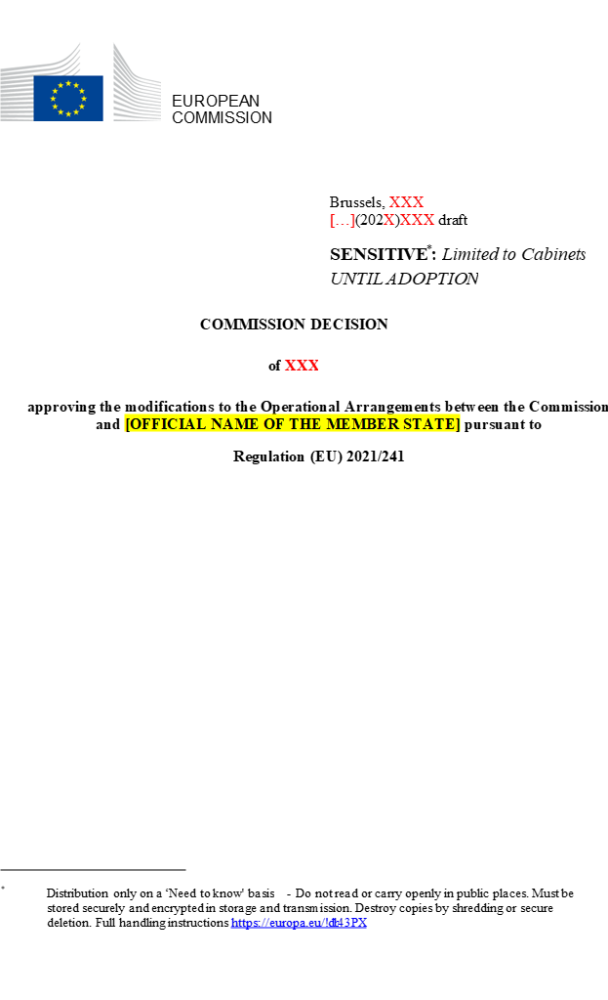 EUROPEAN
COMMISSION
Brussels, XXX
[…](202X)XXX draft
SENSITIVE*: Limited to Cabinets
UNTIL ADOPTION
COMMISSION DECISION
of XXX
approving the modifications to the Operational Arrangements between the Commission
and [OFFICIAL NAME OF THE MEMBER STATE] pursuant to
Regulation (EU) 2021/241
* Distribution only on a ‘Need to know' basis - Do not read or carry openly in public places. Must be
stored securely and encrypted in storage and transmission. Destroy copies by shredding or secure
deletion. Full handling instructions https://europa.eu/!db43PX